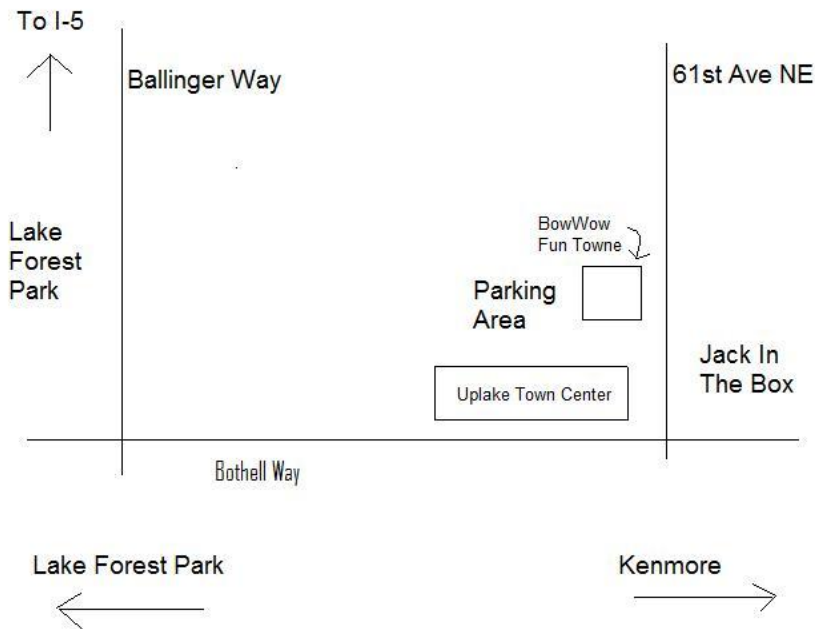 To I-5
Ballinger Way
61st Ave NE
Lake
Forest
Park
BowWow
Fun Towne
Parking
Area
Jack In
The Box
Uplake Town Center
Bothell Way
Lake Forest Park
Kenmore